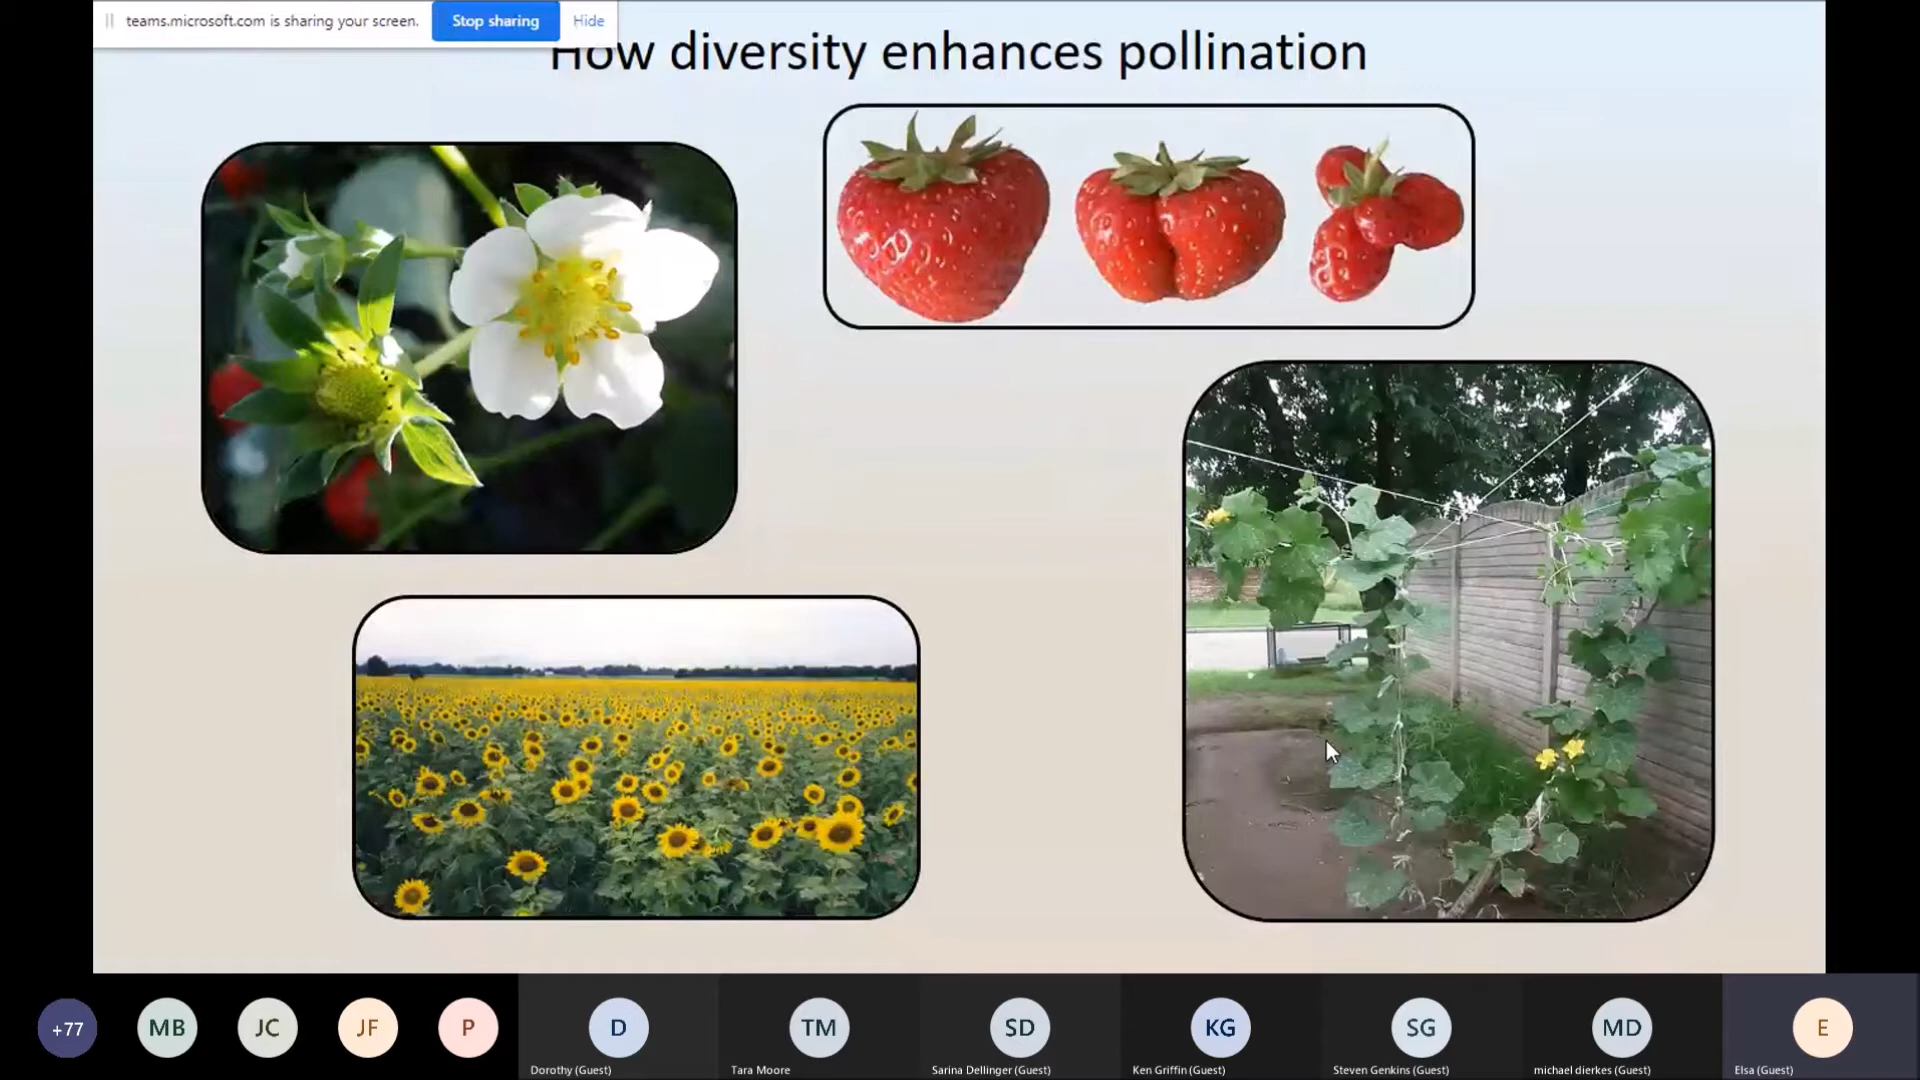 teams.microsoft.com is sharing your screen. Stop sharing Hide
How diversity enhances pollination
+77 MB JC JF P D TM SD KG SG MD E
Dorothy (Guest) Tara Moore Sarina Dellinger (Guest) Ken Griffin (Guest) Steven Genkins (Guest) michael dierkes (Guest) Elsa (Guest)